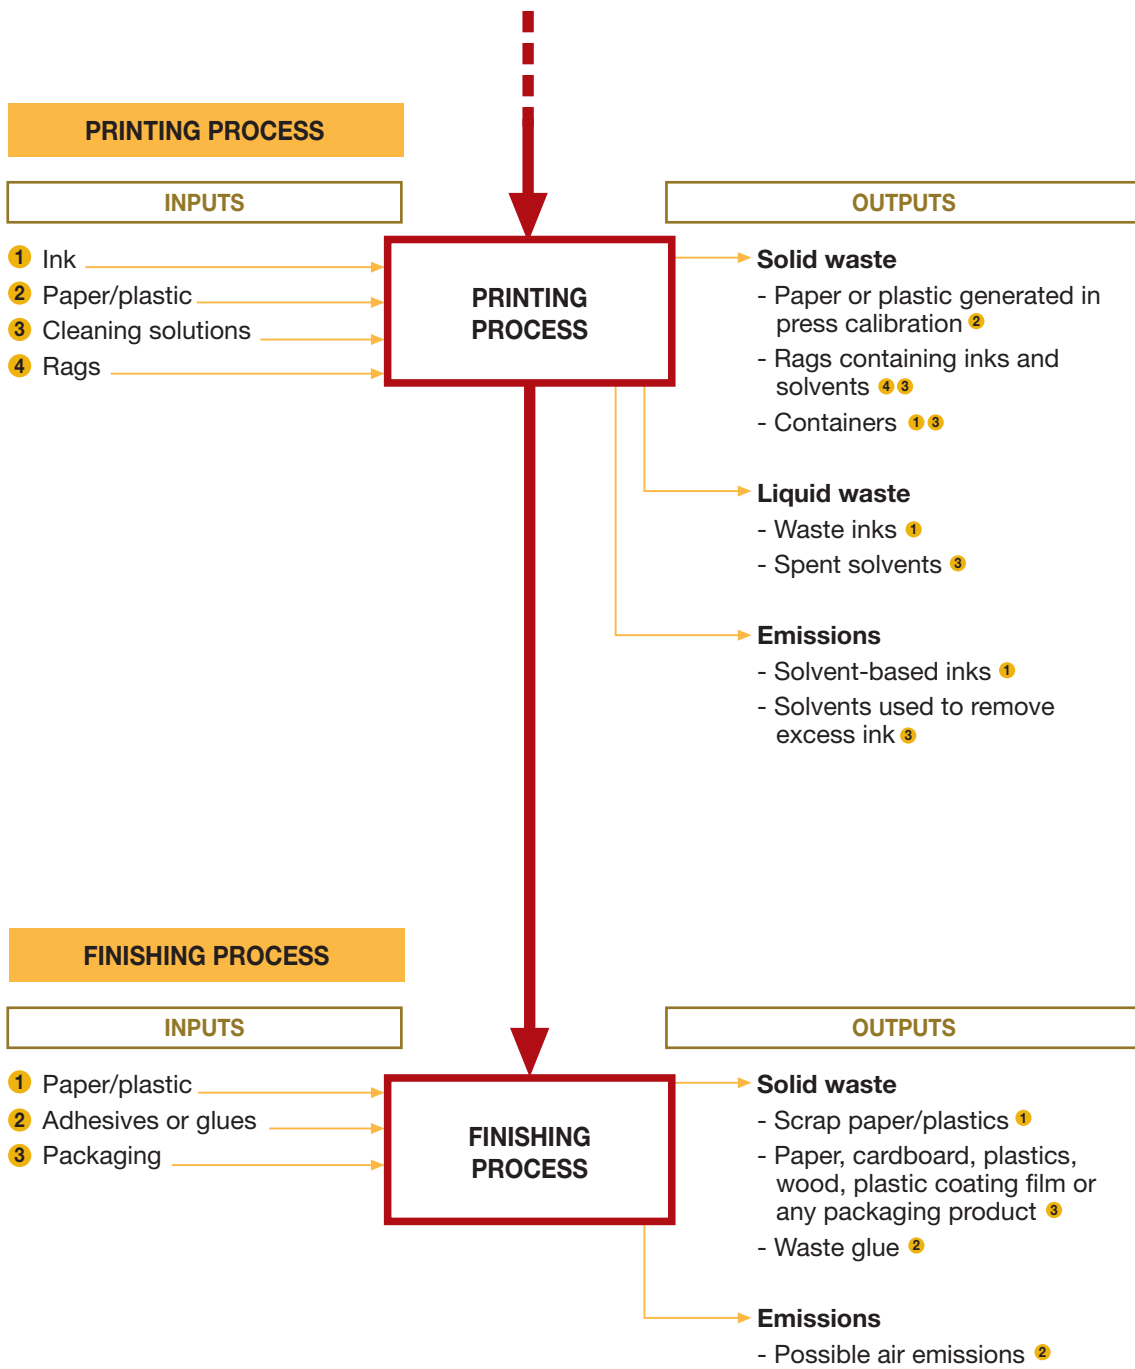 PRINTING PROCESS
INPUTS
1 Ink
2 Paper/plastic
3 Cleaning solutions
4 Rags
PRINTING
PROCESS
OUTPUTS
Solid waste
- Paper or plastic generated in
press calibration 2
- Rags containing inks and
solvents 4 3
- Containers 1 3
Liquid waste
- Waste inks 1
- Spent solvents 3
Emissions
- Solvent-based inks 1
- Solvents used to remove
excess ink 3
FINISHING PROCESS
INPUTS
1 Paper/plastic
2 Adhesives or glues
3 Packaging
FINISHING
PROCESS
OUTPUTS
Solid waste
- Scrap paper/plastics 1
- Paper, cardboard, plastics,
wood, plastic coating film or
any packaging product 3
- Waste glue 2
Emissions
- Possible air emissions 2